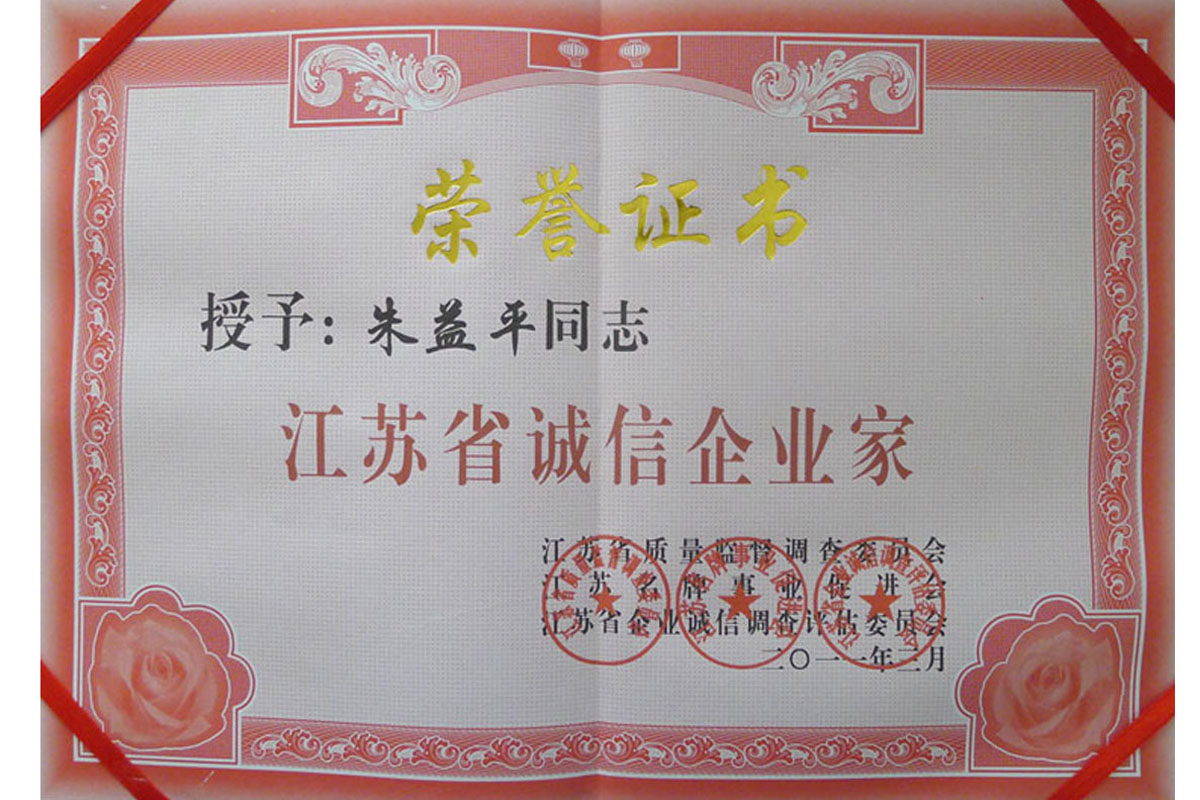 荣誉证书
授予：朱益平同志
江苏省诚信企业家
江苏省质量监督调查委员会
江苏名牌事业促进会
江苏省企业诚信调查评估委员会
二〇一一年三月